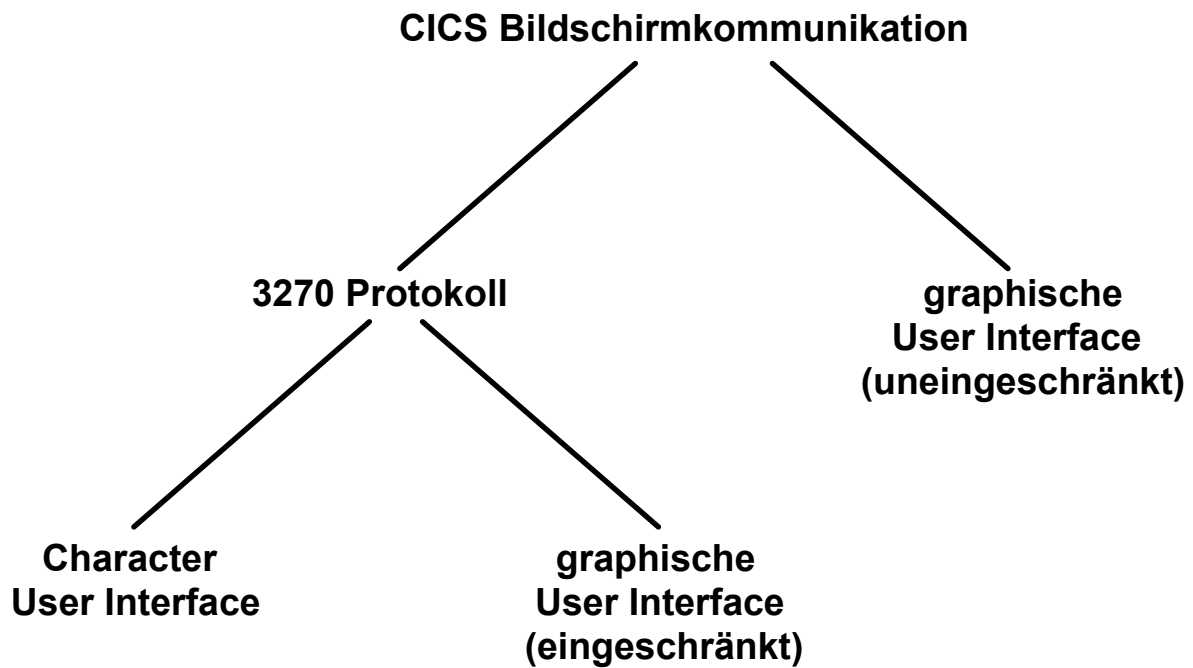 CICS Bildschirmkommunikation
3270 Protokoll
graphische
User Interface
(uneingeschränkt)
Character
User Interface
graphische
User Interface
(eingeschränkt)